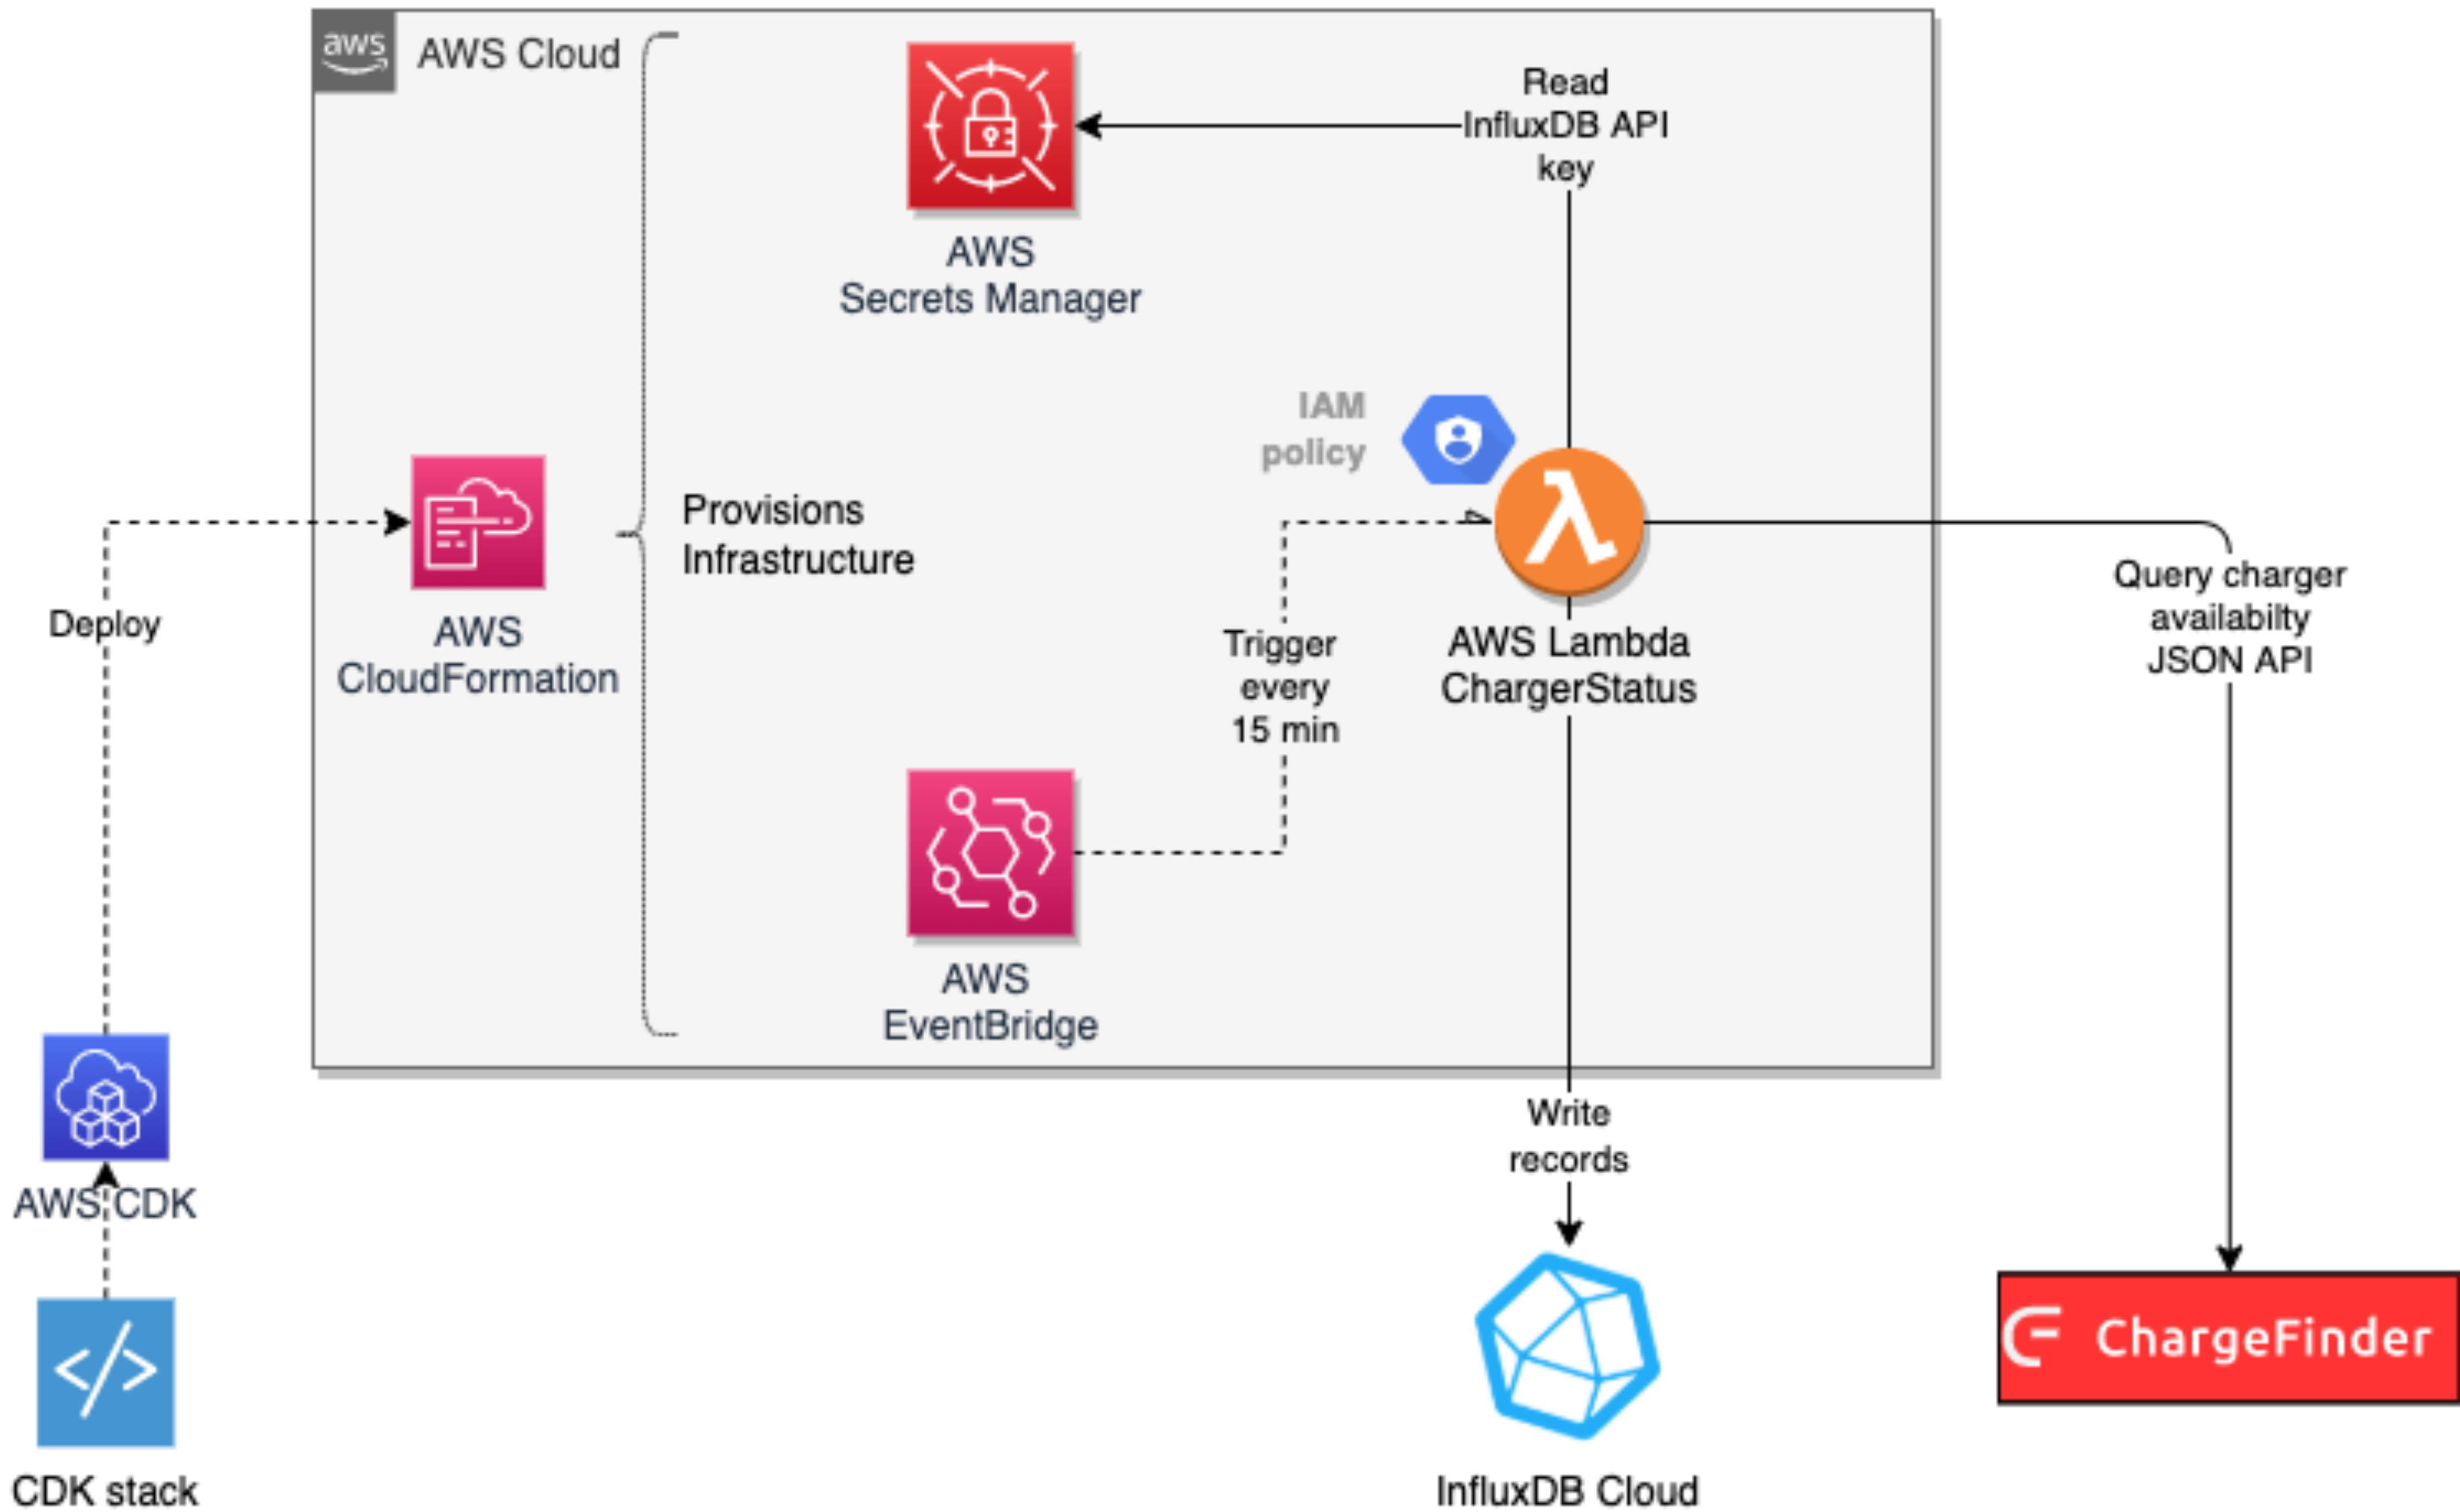 aws
AWS Cloud
Read
InfluxDB API
key
AWS
Secrets Manager
IAM
policy
Provisions
Infrastructure
Deploy
AWS
CloudFormation
Trigger
every
15 min
AWS Lambda
ChargerStatus
Query charger
availabilty
JSON API
AWS
EventBridge
AWS CDK
Write
records
</>
CDK stack
InfluxDB Cloud
ChargeFinder